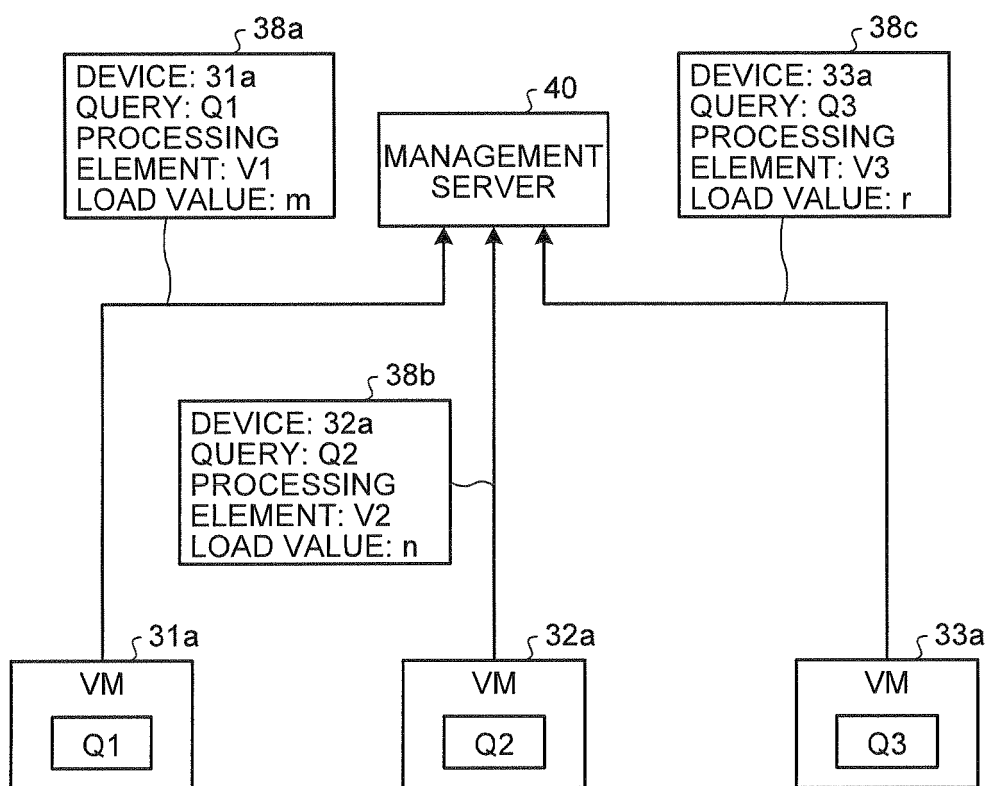 38a
DEVICE: 31a
QUERY: Q1
PROCESSING
ELEMENT: V1
LOAD VALUE: m
40
MANAGEMENT
SERVER
38c
DEVICE: 33a
QUERY: Q3
PROCESSING
ELEMENT: V3
LOAD VALUE: r
38b
DEVICE: 32a
QUERY: Q2
PROCESSING
ELEMENT: V2
LOAD VALUE: n
31a
VM
Q1
32a
VM
Q2
33a
VM
Q3